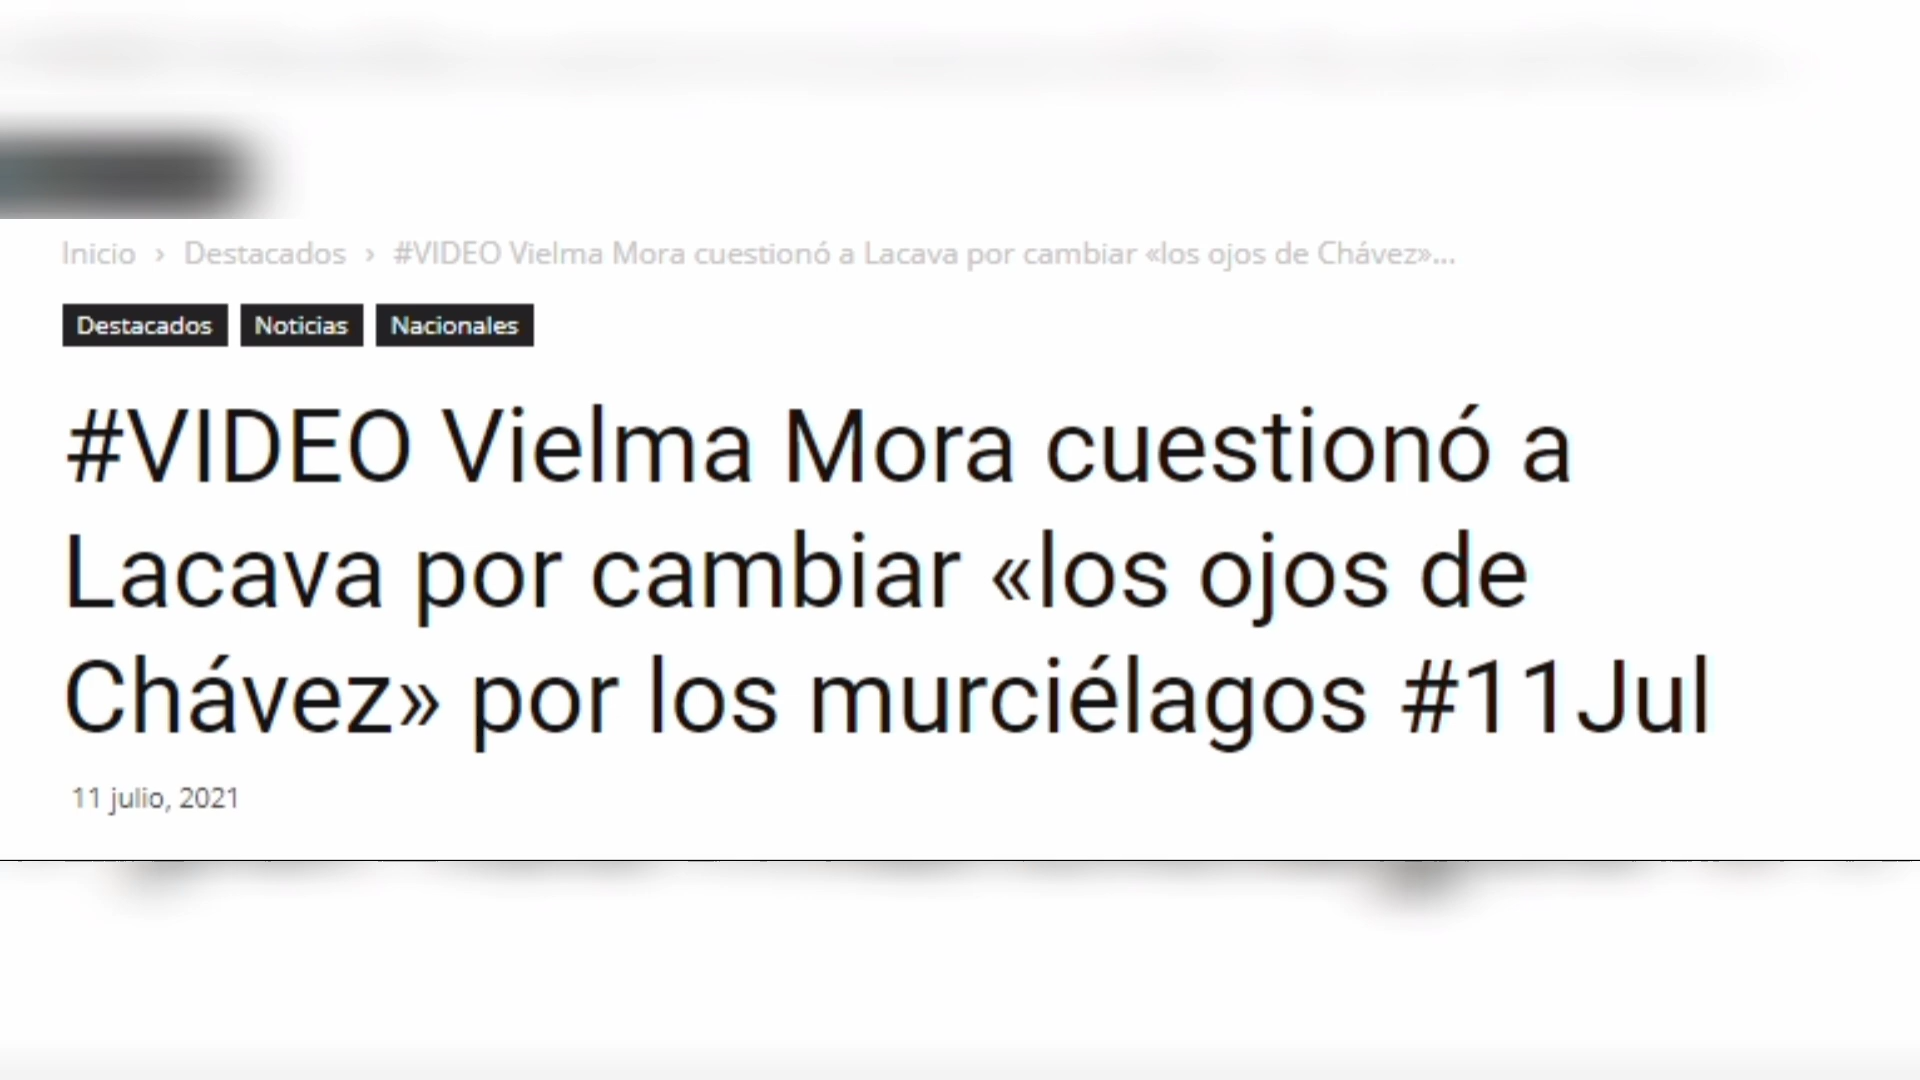 Inicio › Destacados › #VIDEO Vielma Mora cuestionó a Lacava por cambiar «los ojos de Chávez»...
Destacados Noticias Nacionales
#VIDEO Vielma Mora cuestionó a
Lacava por cambiar «los ojos de
Chávez» por los murciélagos #11Jul
11 julio, 2021